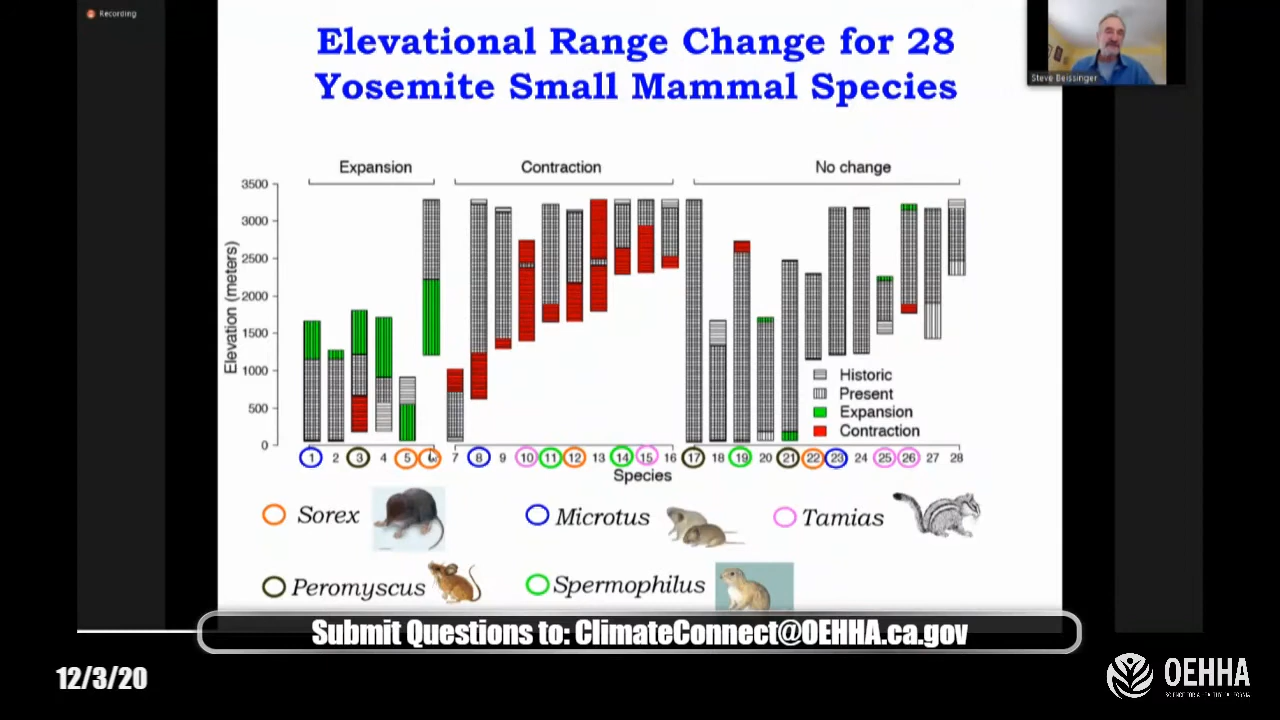 Recording
Elevational Range Change for 28
Yosemite Small Mammal Species
Steve Beissinger
Expansion
Contraction
No change
Elevation (meters)
3500
3000
2500
2000
1500
1000
500
0
Historic
Present
Expansion
Contraction
1 2 3 4 5 6 7 8 9 10 11 12 13 14 15 16 17 18 19 20 21 22 23 24 25 26 27 28
Species
Sorex
Microtus
Tamias
Peromyscus
Spermophilus
Submit Questions to: ClimateConnect@OEHHA.ca.gov
12/3/20
OEHHA